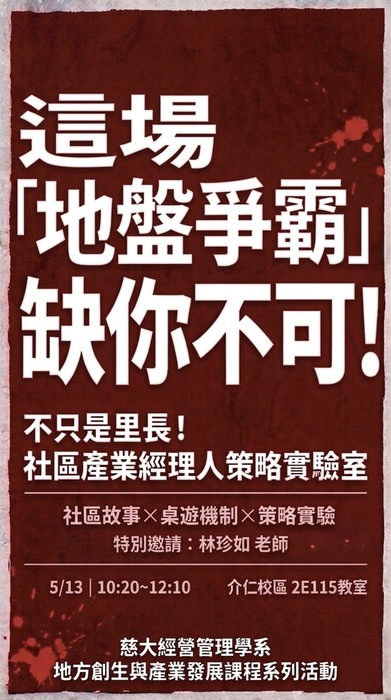 這場
「地盤爭霸」
缺你不可!
不只是里長!
社區產業經理人策略實驗室
社區故事×桌遊機制×策略實驗
特別邀請：林珍如 老師
5/13 | 10:20~12:10 介仁校區 2E115教室
慈大經營管理學系
地方創生與產業發展課程系列活動